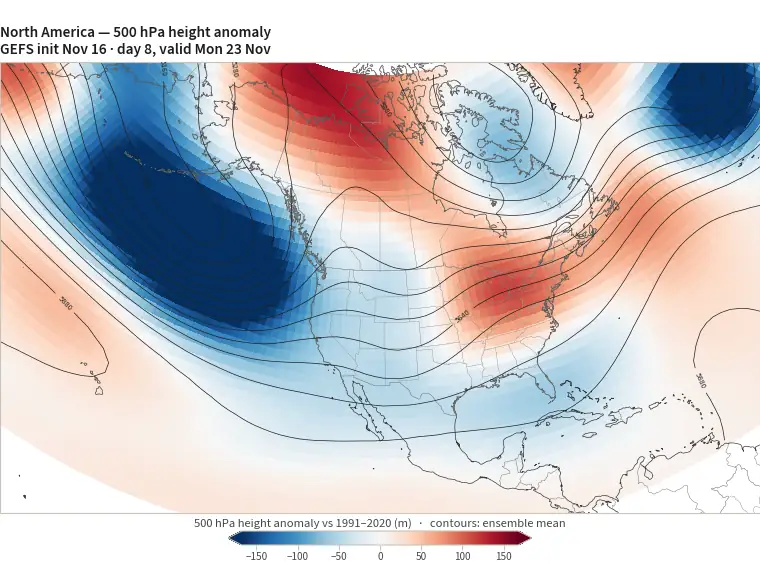 North America — 500 hPa height anomaly
GEFS init Nov 16 · day 8, valid Mon 23 Nov
5880
5640
5880
500 hPa height anomaly vs 1991–2020 (m) · contours: ensemble mean
−150 −100 −50 0 50 100 150